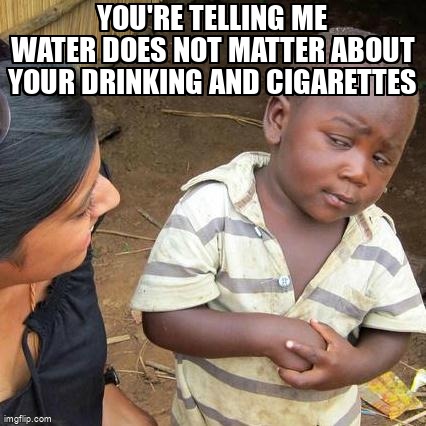 YOU'RE TELLING ME
WATER DOES NOT MATTER ABOUT
YOUR DRINKING AND CIGARETTES
imgflip.com